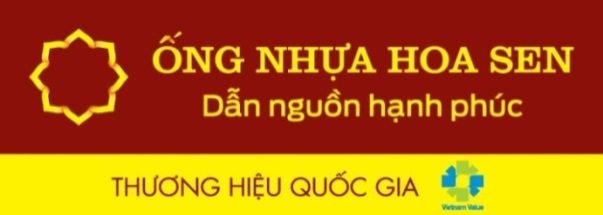 ỐNG NHỰA HOA SEN
Dẫn nguồn hạnh phúc
THƯƠNG HIỆU QUỐC GIA
Vietnam Value